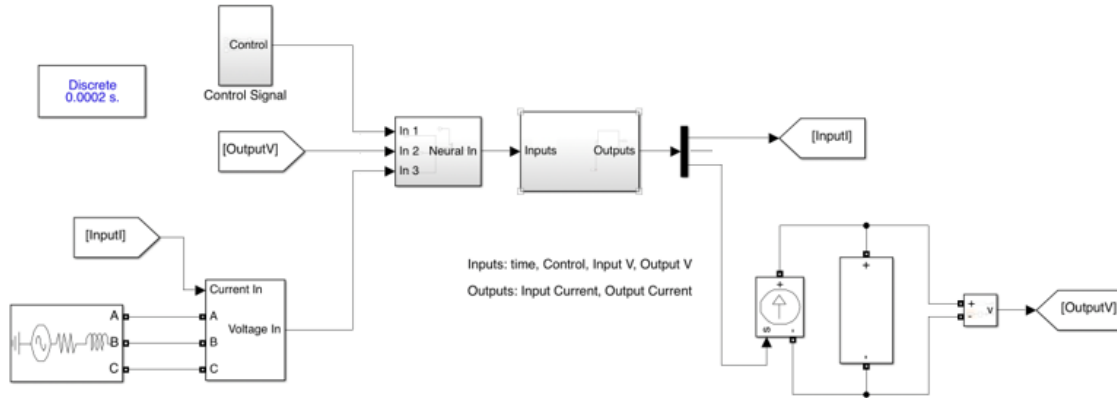 Discrete
0.0002 s.
Control
Control Signal
[OutputV]
In 1
In 2
In 3
Neural In
Inputs
Outputs
[InputI]
[InputI]
Current In
A
B
C
A
B
C
Voltage In
Inputs: time, Control, Input V, Output V
Outputs: Input Current, Output Current
+
s
-
+
-
+
-
v
[OutputV]